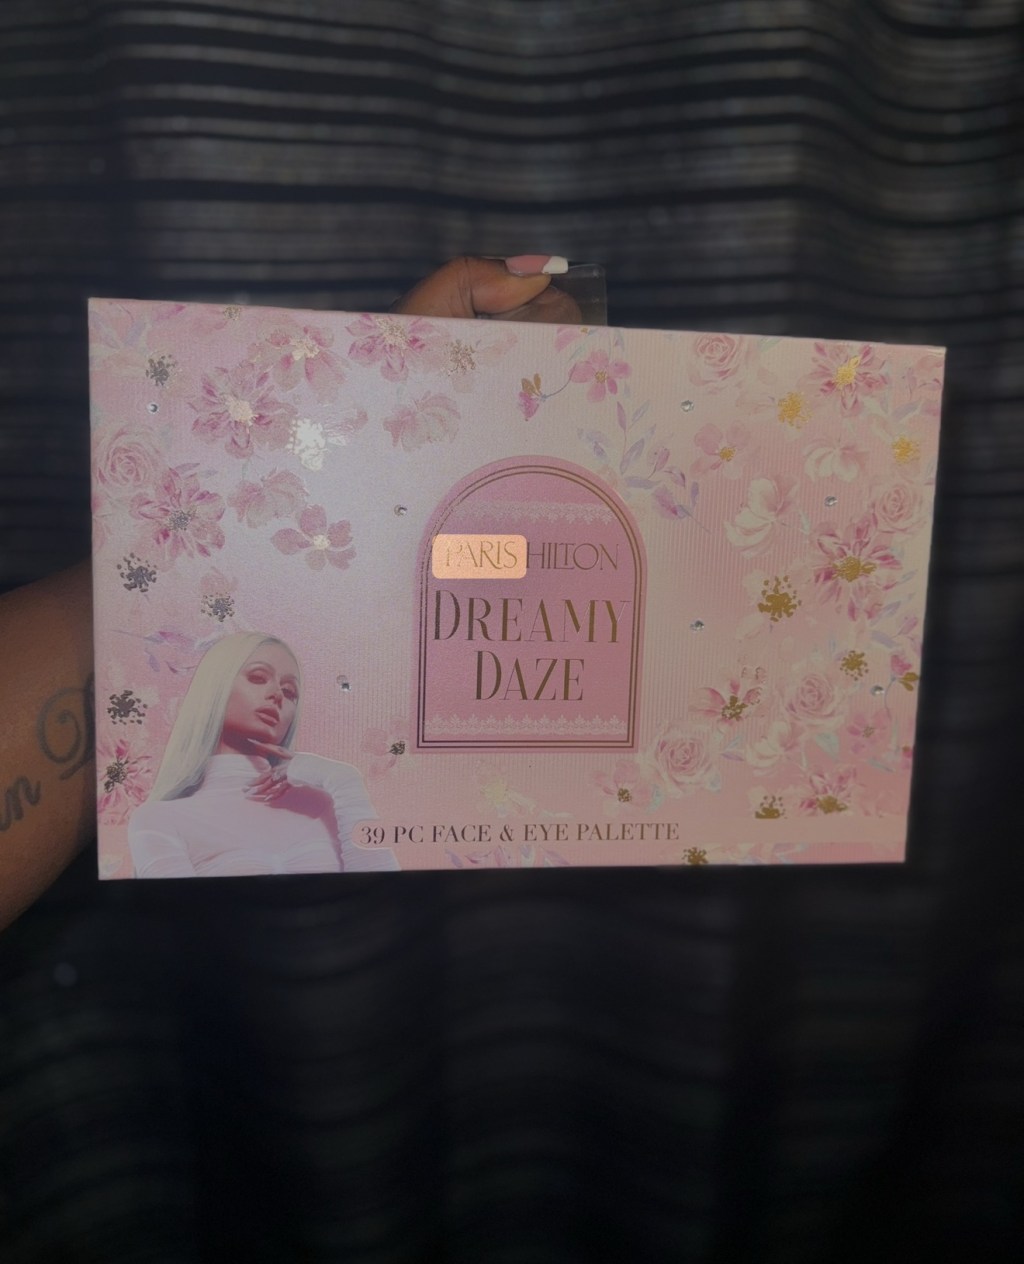 PARIS HILTON
DREAMY
DAZE
39 PC FACE & EYE PALETTE